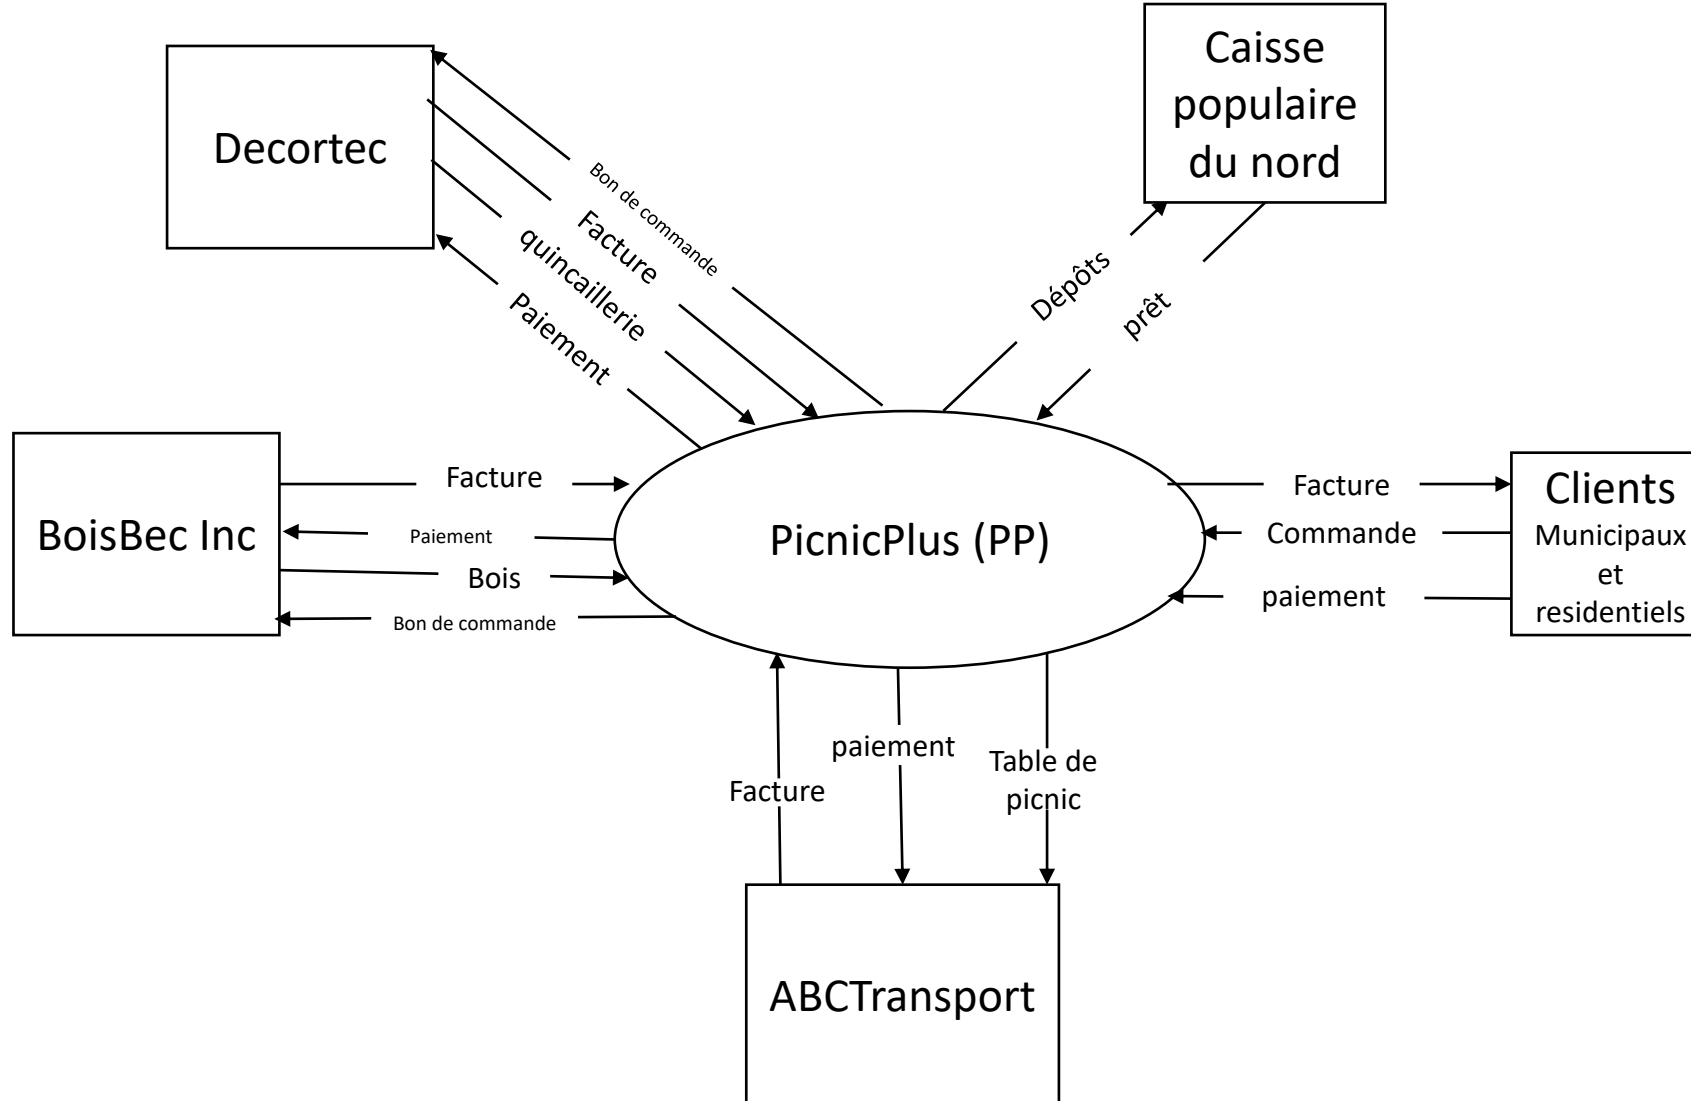 Caisse
populaire
du nord
Decortec
Bon de commande
Facture
quincaillerie
Paiement
Dépôts
prêt
BoisBec Inc
Facture
Paiement
Bois
Bon de commande
PicnicPlus (PP)
Facture
Commande
paiement
Clients
Municipaux
et
residentiels
Facture
paiement
Table de
picnic
ABCTransport